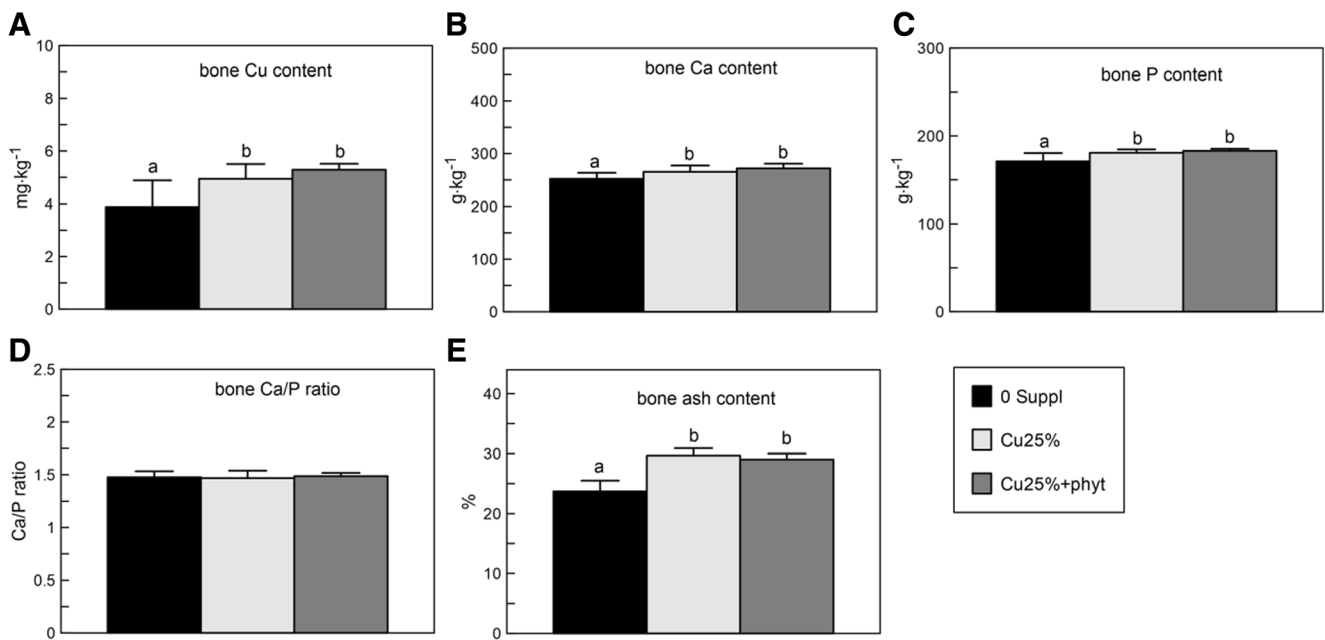 A
bone Cu content
mg·kg-1
10
8
6
4
2
0
a
b
b
B
bone Ca content
g·kg-1
500
400
300
200
100
0
a
b
b
C
bone P content
g·kg-1
300
200
100
0
a
b
b
D
bone Ca/P ratio
Ca/P ratio
2.5
2
1.5
1
0.5
0
E
bone ash content
%
40
30
20
10
0
a
b
b
0 Suppl
Cu25%
Cu25%+phyt